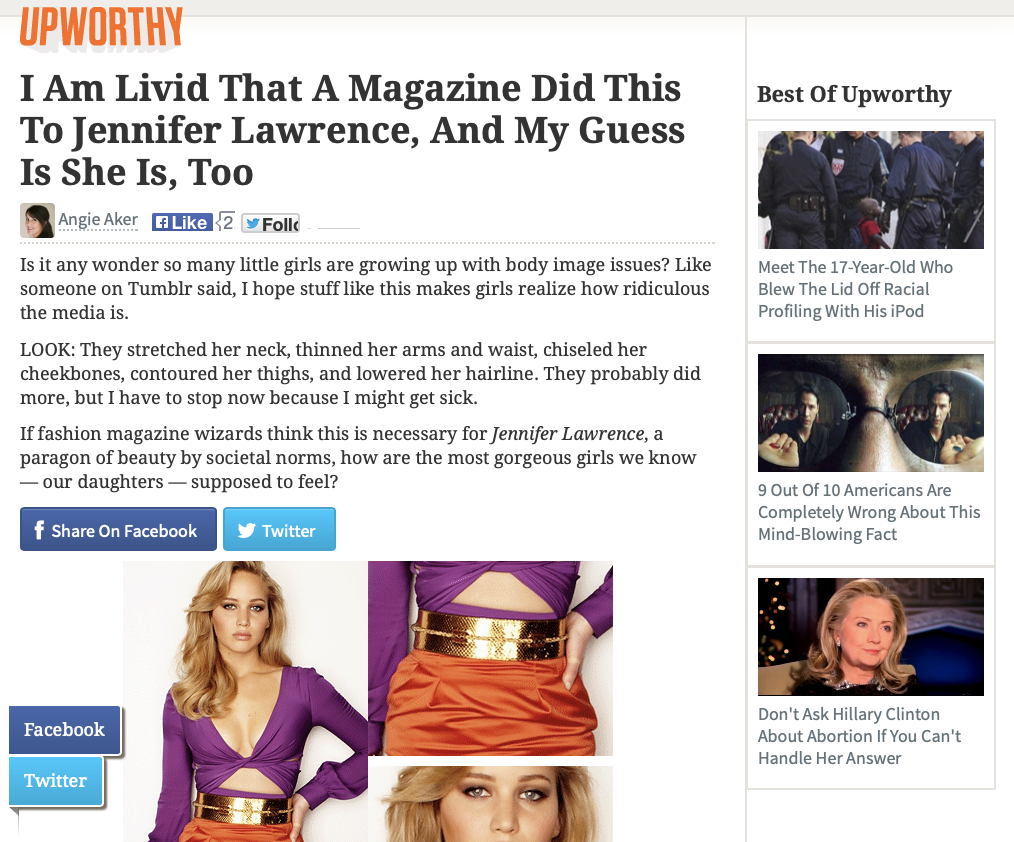 UPWORTHY
I Am Livid That A Magazine Did This
To Jennifer Lawrence, And My Guess
Is She Is, Too
Angie Aker
Like
2
Follo
Is it any wonder so many little girls are growing up with body image issues? Like
someone on Tumblr said, I hope stuff like this makes girls realize how ridiculous
the media is.
LOOK: They stretched her neck, thinned her arms and waist, chiseled her
cheekbones, contoured her thighs, and lowered her hairline. They probably did
more, but I have to stop now because I might get sick.
If fashion magazine wizards think this is necessary for Jennifer Lawrence, a
paragon of beauty by societal norms, how are the most gorgeous girls we know
— our daughters — supposed to feel?
Share On Facebook
Twitter
Facebook
Twitter
Best Of Upworthy
Meet The 17-Year-Old Who
Blew The Lid Off Racial
Profiling With His iPod
9 Out Of 10 Americans Are
Completely Wrong About This
Mind-Blowing Fact
Don't Ask Hillary Clinton
About Abortion If You Can't
Handle Her Answer